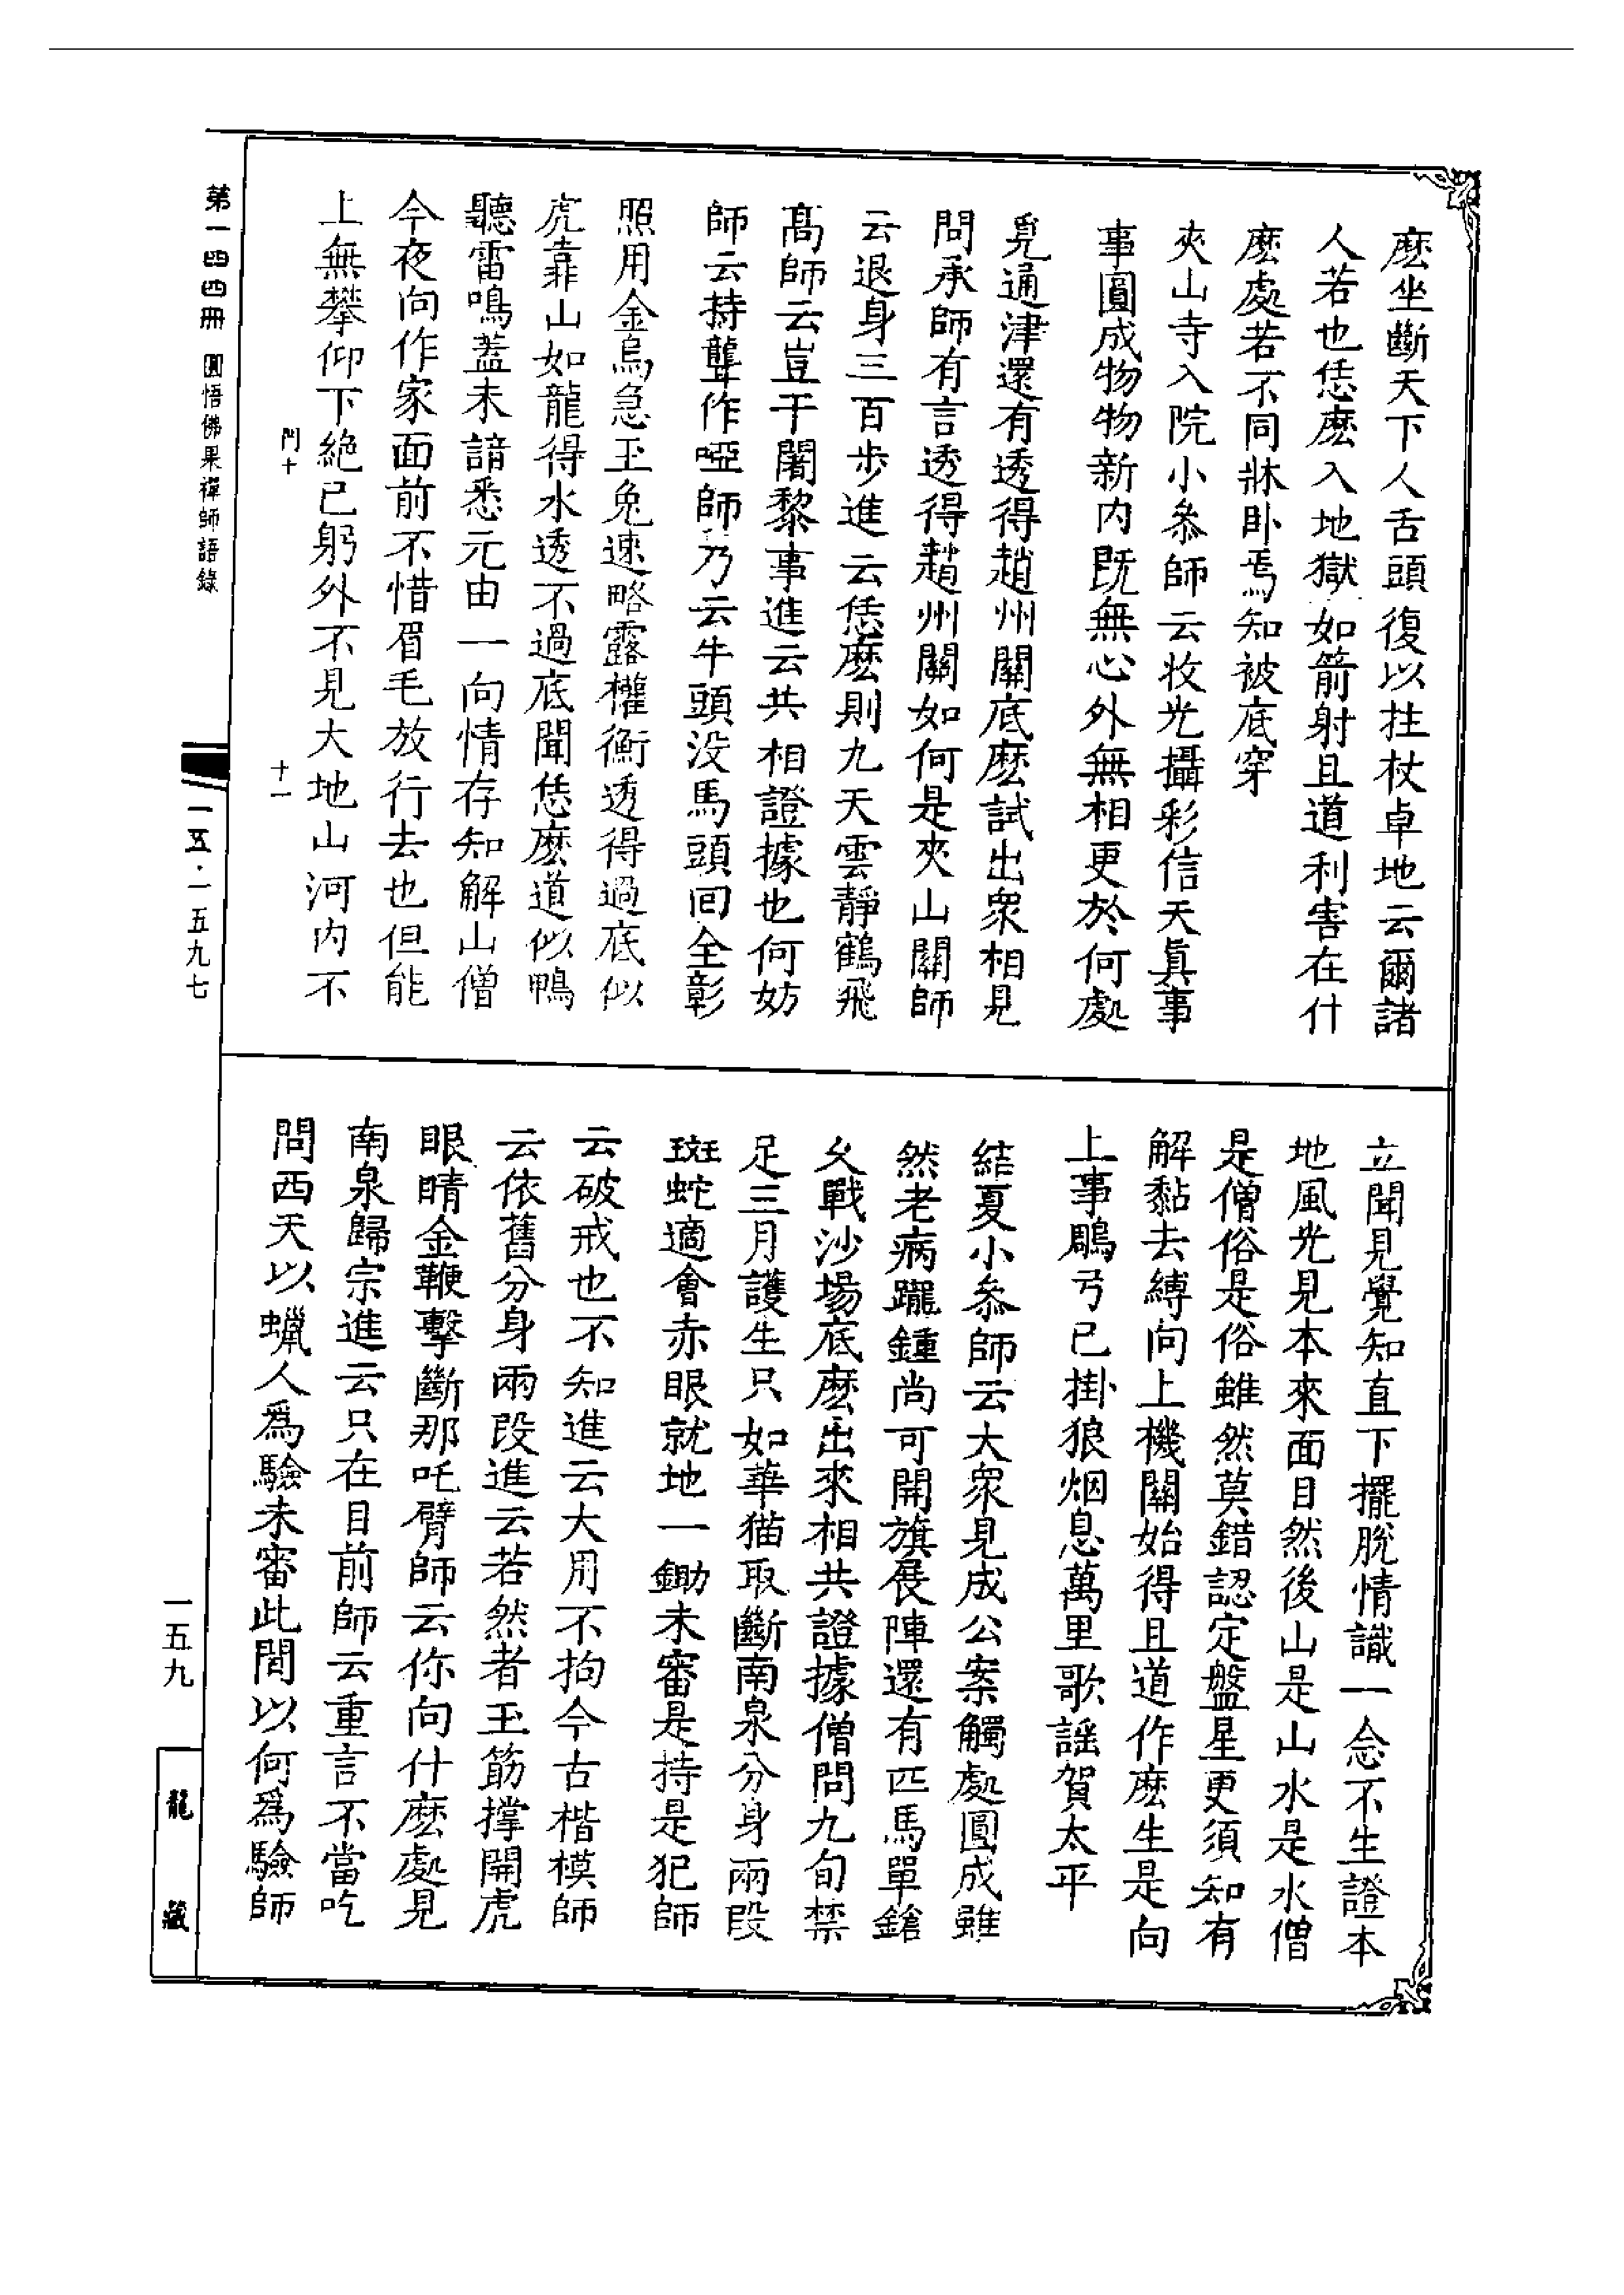 麽坐斷天下人舌頭復以拄杖卓地云爾諸
人若也恁麽入地獄如箭射且道利害在什
麽處若不同牀臥焉知被底穿
夾山寺入院小參師云收光攝彩信天眞事
事圓成物物新內既無心外無相更於何處
覓通津還有透得趙州關底麽試出衆相見
問承師有言透得趙州關如何是夾山關師
云退身三百步進云恁麽則九天雲靜鶴飛
高師云豈干闍黎事進云共相證據也何妨
師云持聾作啞師乃云牛頭没馬頭回全彰
照用金烏急玉兔速略露權衡透得過底似
虎靠山如龍得水透不過底聞恁麽道似鴨
聽雷鳴蓋未諳悉元由一向情存知解山僧
今夜向作家面前不惜眉毛放行去也但能
上無攀仰下絶已躬外不見大地山河內不
立聞見覺知直下擺脫情識一念不生證本
地風光見本來面目然後山是山水是水僧
是僧俗是俗雖然莫錯認定盤星更須知有
解黏去縛向上機關始得且道作麽生是向
上事鵰弓已掛狼烟息萬里歌謡賀太平
結夏小參師云大衆見成公案觸處圓成雖
然老病躘鍾尚可開旗展陣還有匹馬單鎗
久戰沙場底麽出來相共證據僧問九旬禁
足三月護生只如華猫取斷南泉分身兩段
斑蛇適會赤眼就地一鋤未審是持是犯師
云破戒也不知進云大用不拘今古楷模師
云依舊分身兩段進云若然者玉筯撑開虎
眼睛金鞭擊斷那吒臂師云你向什麽處見
南泉歸宗進云只在目前師云重言不當吃
問西天以蠟人爲驗未審此間以何爲驗師
第一四四冊 圓悟佛果禪師語錄
門十
十一
一五·一五九七
一五九
龍藏